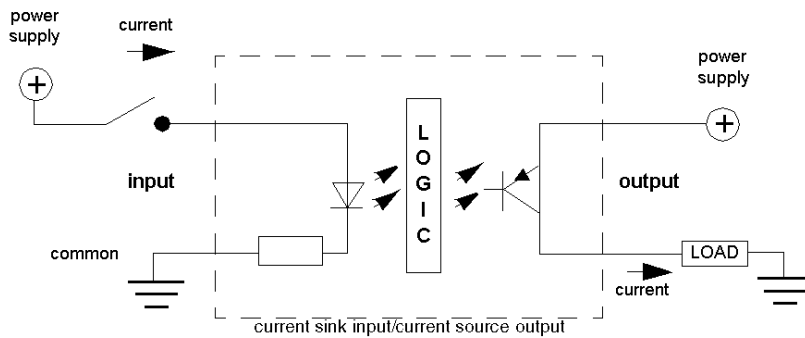 power
supply
current
power
supply
+
+
L
O
G
I
C
input
output
common
LOAD
current
current sink input/current source output